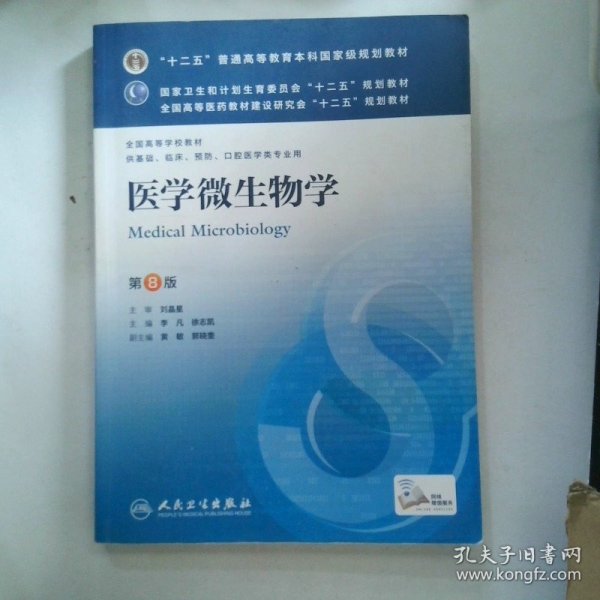 “十二五”普通高等教育本科国家级规划教材
国家卫生和计划生育委员会“十二五”规划教材
全国高等医药教材建设研究会“十二五”规划教材
全国高等学校教材
供基础、临床、预防、口腔医学类专业用
医学微生物学
Medical Microbiology
第8版
主 审 刘晶星
主 编 李 凡 徐志凯
副主编 黄 敏 郭晓奎
人民卫生出版社
网络
增值服务
孔夫子旧书网
www.kongfz.com